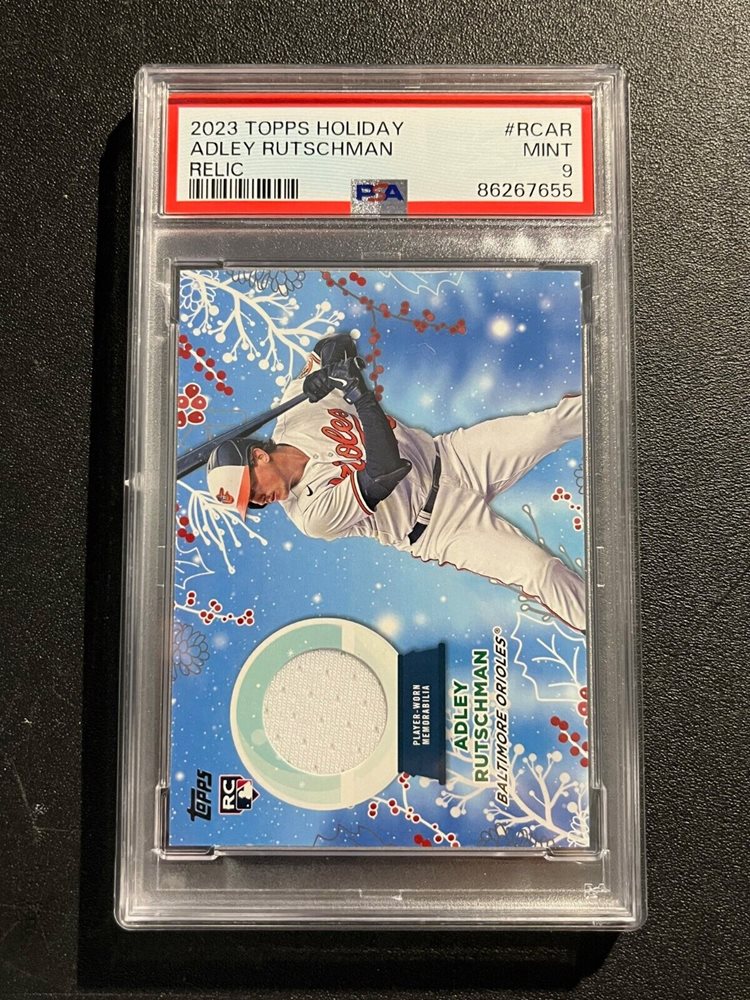 2023 TOPPS HOLIDAY #RCAR
ADLEY RUTSCHMAN MINT
RELIC 9
PSA 86267655
Orioles
PLAYER-WORN
MEMORABILIA
ADLEY
RUTSCHMAN
BALTIMORE ORIOLES®
TOPPS
RC